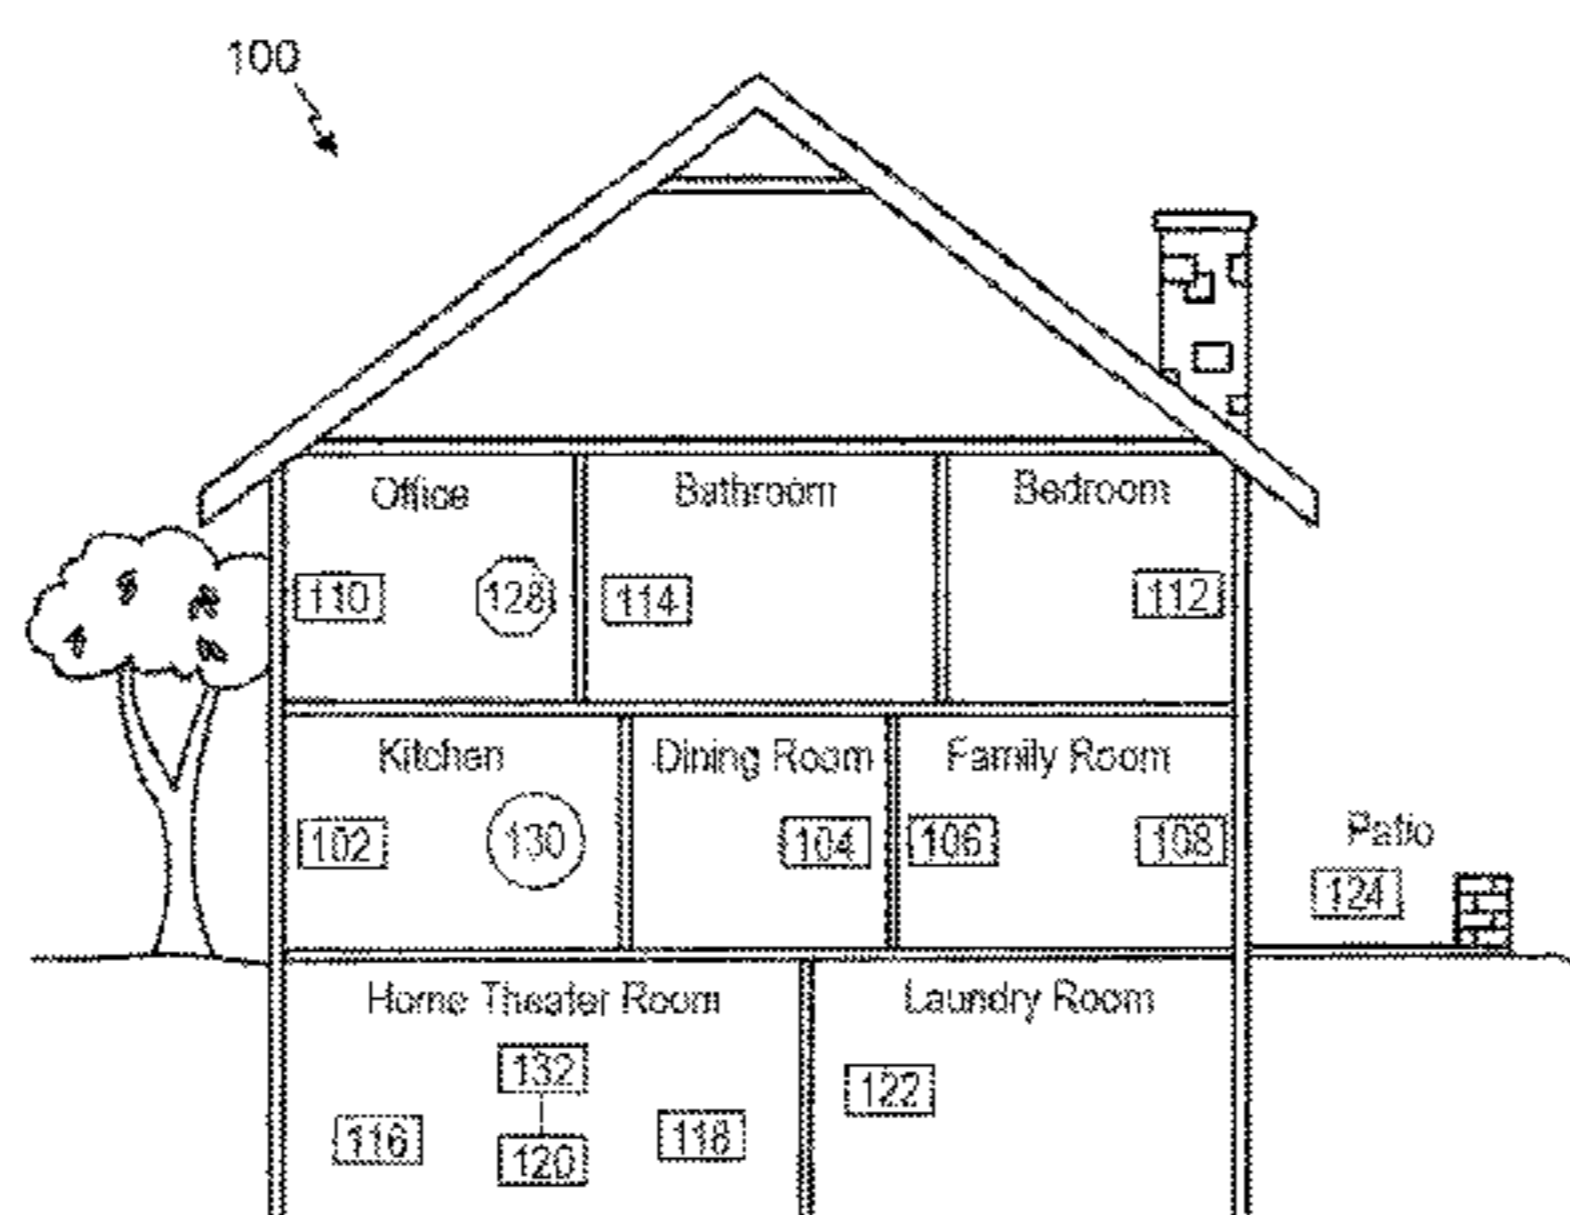 100
Office
Bathroom
Bedroom
110
128
114
112
Kitchen
Dining Room
Family Room
102
130
104
106
108
Patio
124
Home Theater Room
Laundry Room
132
122
116
118
120